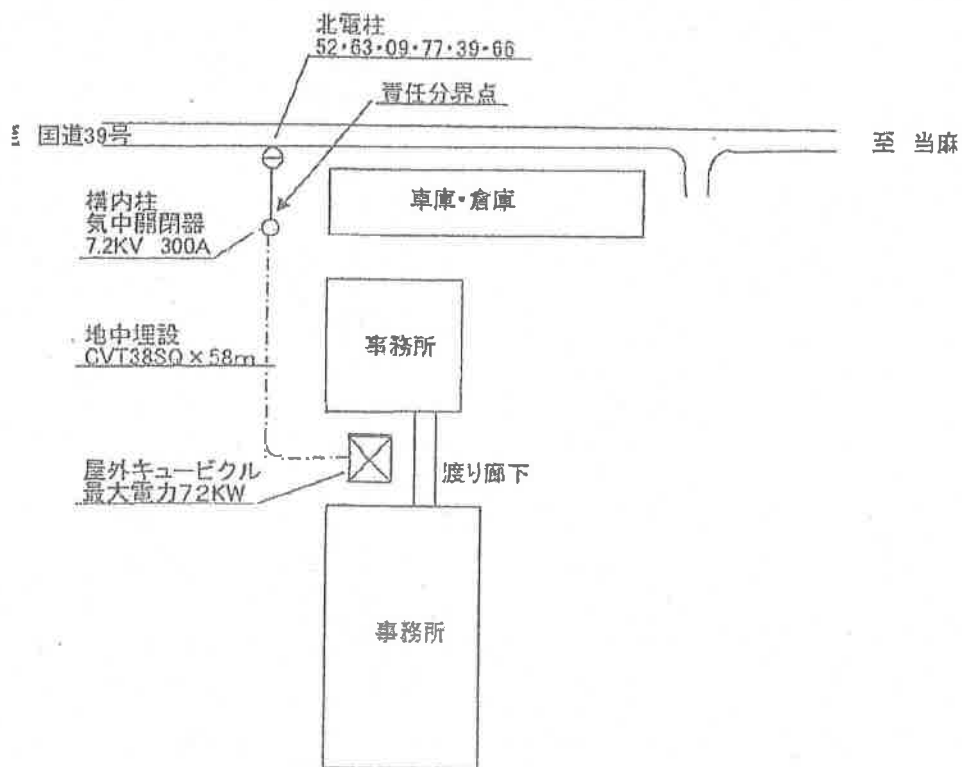 北電柱
52・63・09・77・39・66
責任分界点
国道39号
至 当麻
構内柱
気中開閉器
7.2KV 300A
車庫・倉庫
地中埋設
CVT38SQ×58m
事務所
屋外キュービクル
最大電力72KW
渡り廊下
事務所